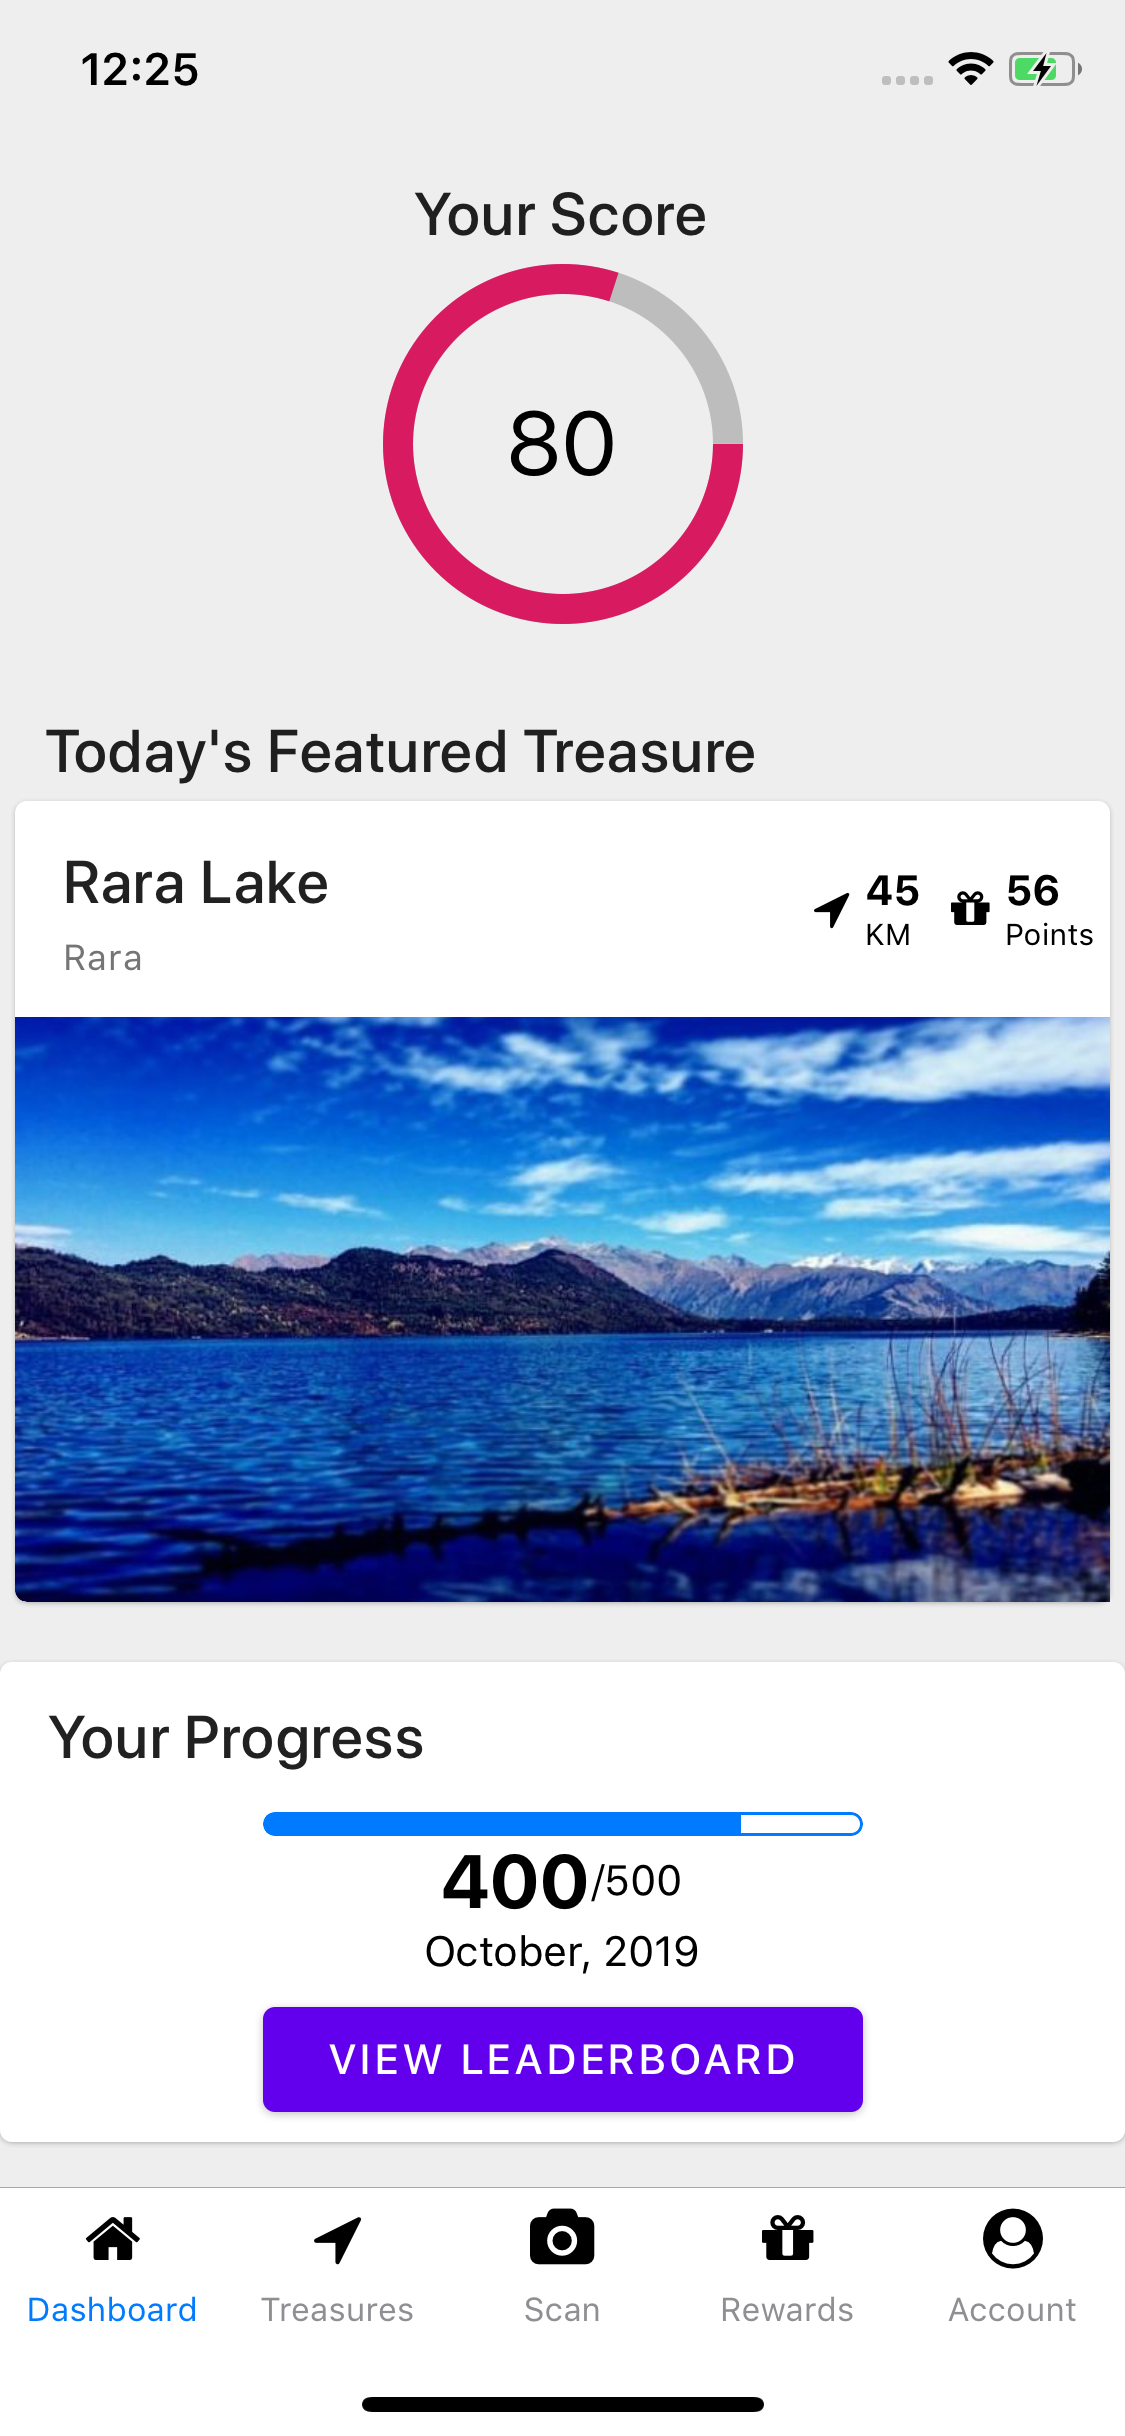 12:25
Your Score
80
Today's Featured Treasure
Rara Lake
Rara
45
KM
56
Points
Your Progress
400/500
October, 2019
VIEW LEADERBOARD
Dashboard
Treasures
Scan
Rewards
Account